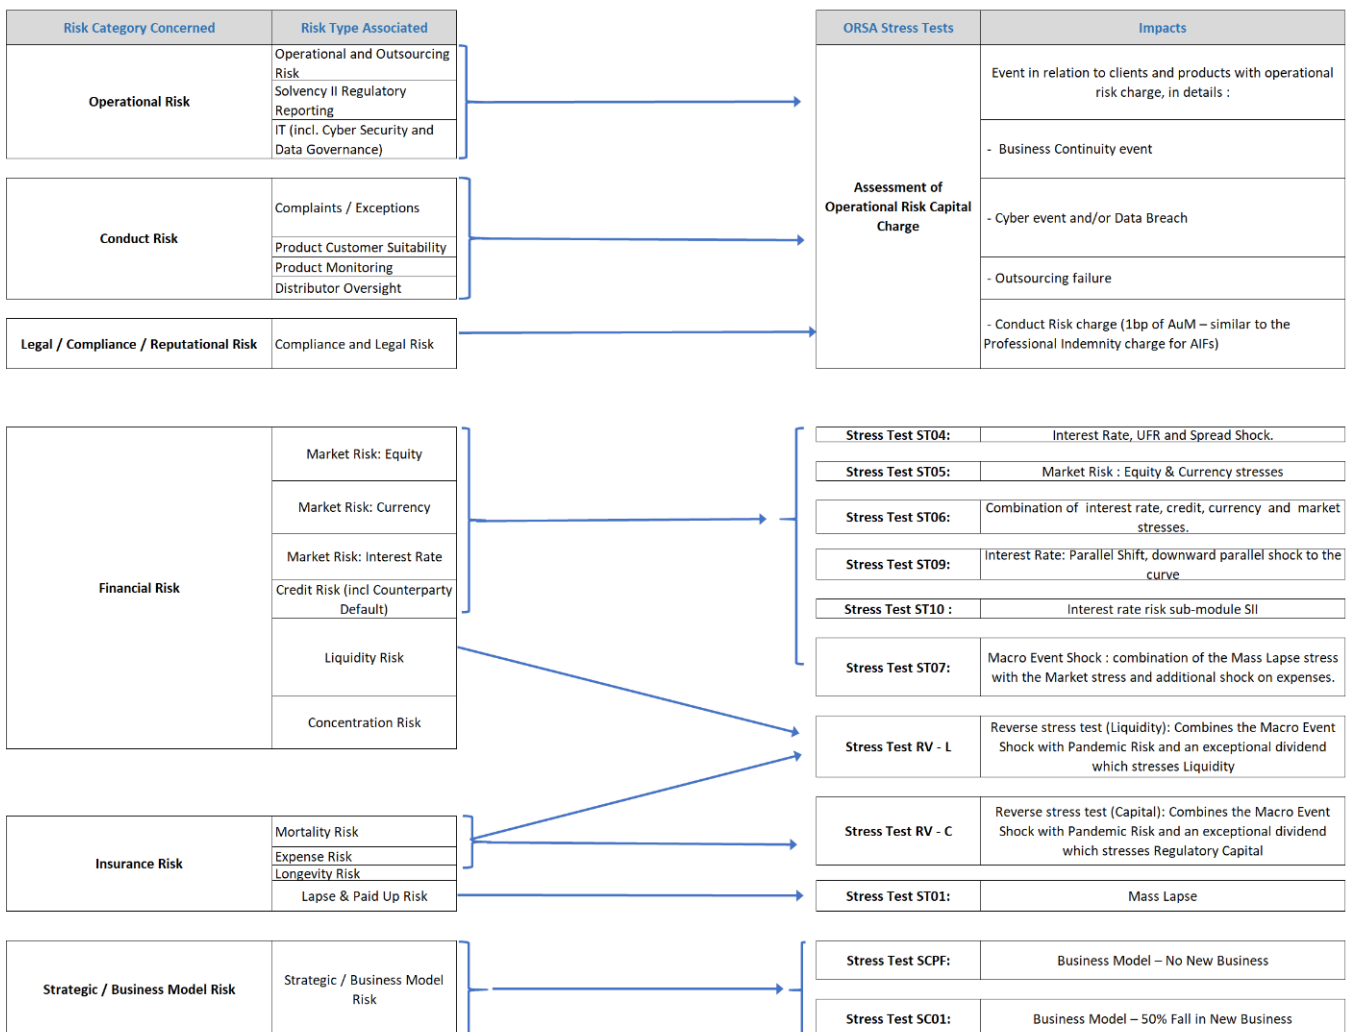 Risk Category Concerned
Risk Type Associated
ORSA Stress Tests
Impacts
Operational Risk
Operational and Outsourcing
Risk
Solvency II Regulatory
Reporting
IT (incl. Cyber Security and
Data Governance)
Conduct Risk
Complaints / Exceptions
Product Customer Suitability
Product Monitoring
Distributor Oversight
Legal / Compliance / Reputational Risk
Compliance and Legal Risk
Assessment of
Operational Risk Capital
Charge
Event in relation to clients and products with operational
risk charge, in details :
- Business Continuity event
- Cyber event and/or Data Breach
- Outsourcing failure
- Conduct Risk charge (1bp of AuM – similar to the
Professional Indemnity charge for AIFs)
Financial Risk
Market Risk: Equity
Market Risk: Currency
Market Risk: Interest Rate
Credit Risk (incl Counterparty
Default)
Liquidity Risk
Concentration Risk
Stress Test ST04:
Interest Rate, UFR and Spread Shock.
Stress Test ST05:
Market Risk : Equity & Currency stresses
Stress Test ST06:
Combination of interest rate, credit, currency and market
stresses.
Stress Test ST09:
Interest Rate: Parallel Shift, downward parallel shock to the
curve
Stress Test ST10 :
Interest rate risk sub-module SII
Stress Test ST07:
Macro Event Shock : combination of the Mass Lapse stress
with the Market stress and additional shock on expenses.
Stress Test RV - L
Reverse stress test (Liquidity): Combines the Macro Event
Shock with Pandemic Risk and an exceptional dividend
which stresses Liquidity
Insurance Risk
Mortality Risk
Expense Risk
Longevity Risk
Lapse & Paid Up Risk
Stress Test RV - C
Reverse stress test (Capital): Combines the Macro Event
Shock with Pandemic Risk and an exceptional dividend
which stresses Regulatory Capital
Stress Test ST01:
Mass Lapse
Strategic / Business Model Risk
Strategic / Business Model
Risk
Stress Test SCPF:
Business Model – No New Business
Stress Test SC01:
Business Model – 50% Fall in New Business